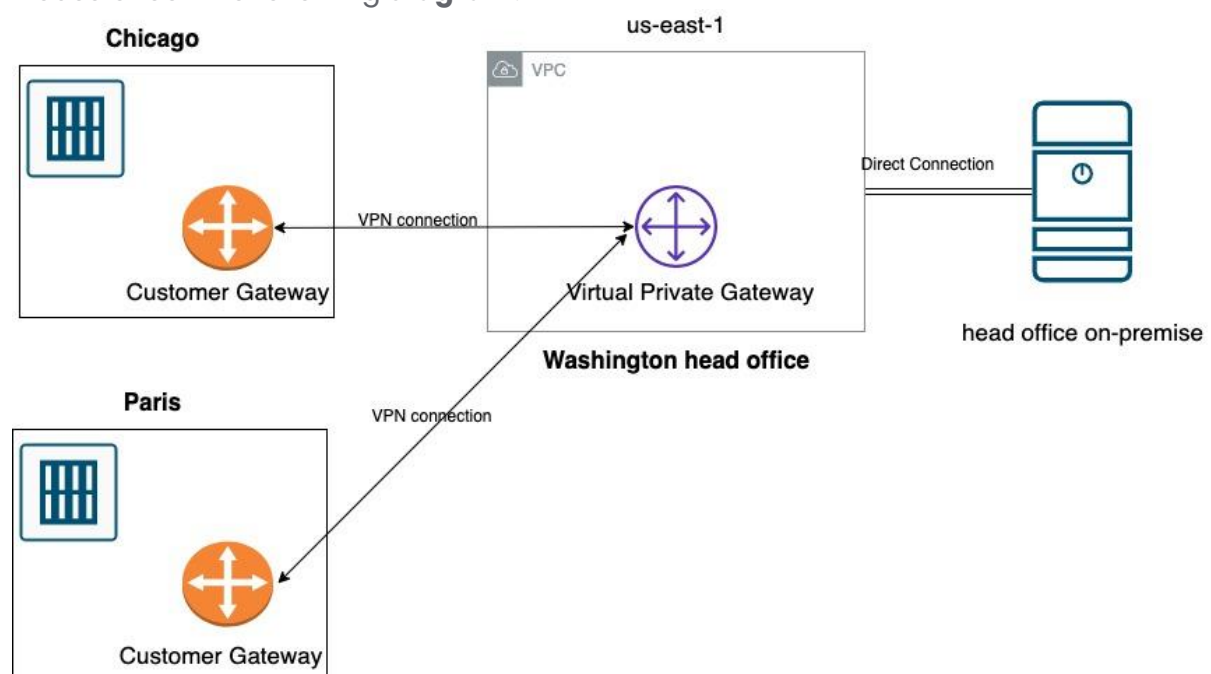 Chicago
us-east-1
VPC
Direct Connection
VPN connection
Customer Gateway
Virtual Private Gateway
head office on-premise
Washington head office
Paris
VPN connection
Customer Gateway